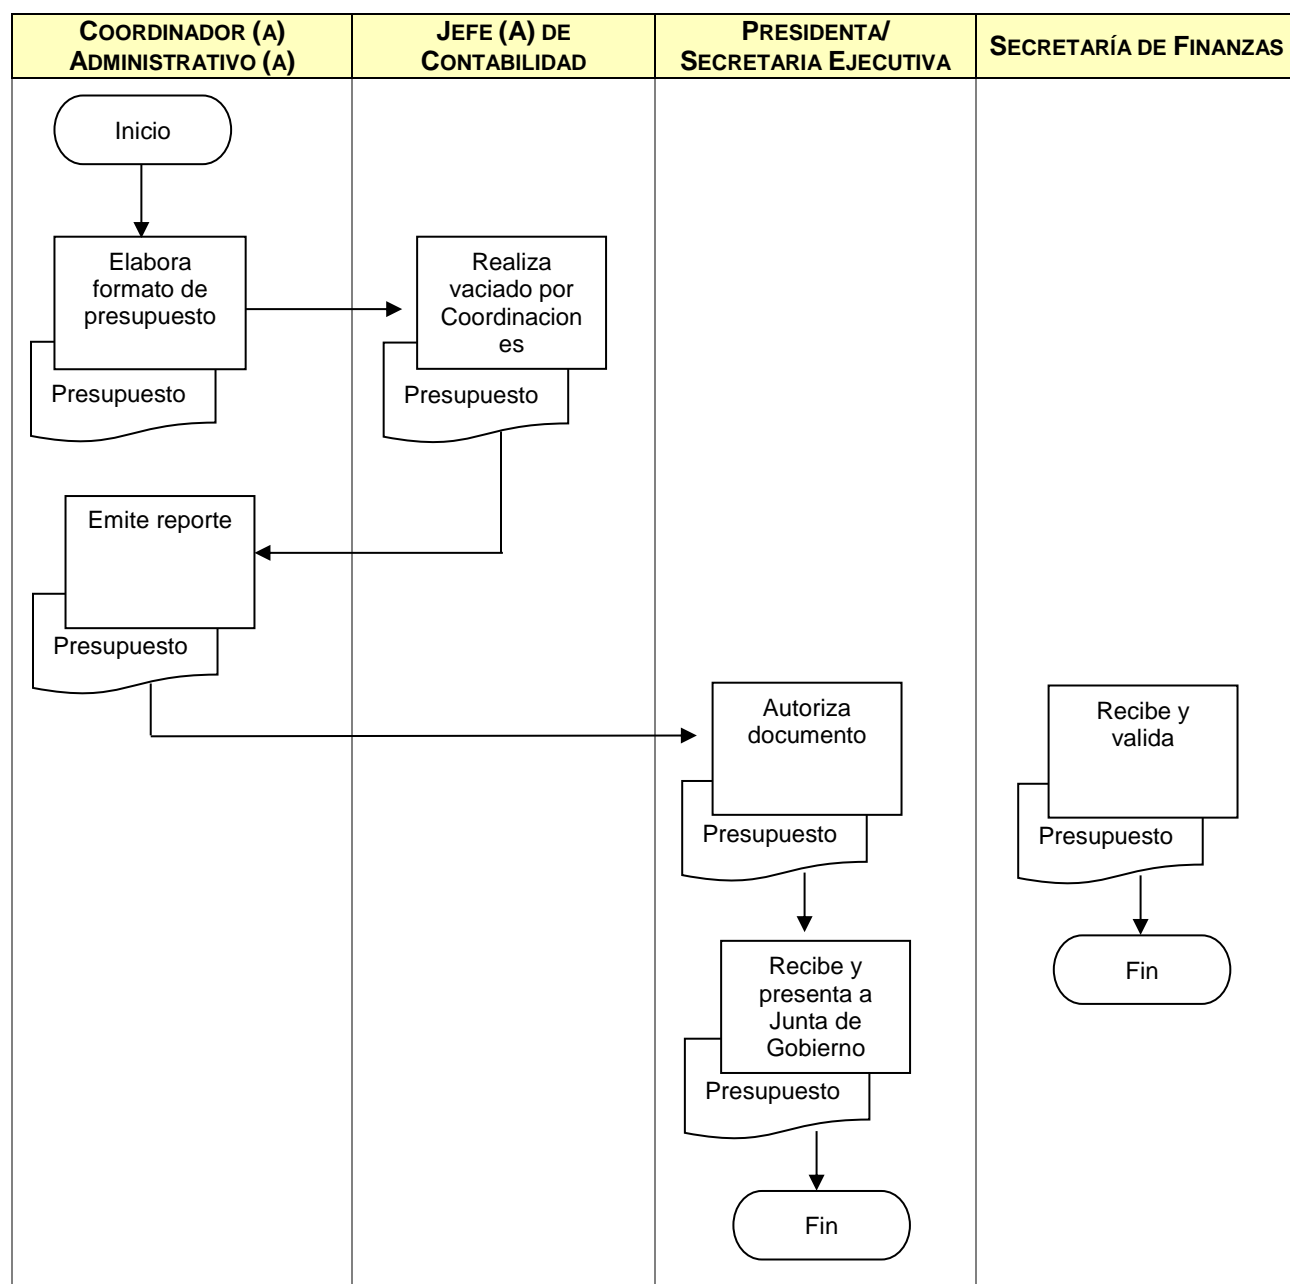 COORDINADOR (A)
ADMINISTRATIVO (A)
JEFE (A) DE
CONTABILIDAD
PRESIDENTA/
SECRETARIA EJECUTIVA
SECRETARÍA DE FINANZAS
Inicio
Elabora
formato de
presupuesto
Presupuesto
Realiza
vaciado por
Coordinacion
es
Presupuesto
Emite reporte
Presupuesto
Autoriza
documento
Presupuesto
Recibe y
valida
Presupuesto
Fin
Recibe y
presenta a
Junta de
Gobierno
Presupuesto
Fin